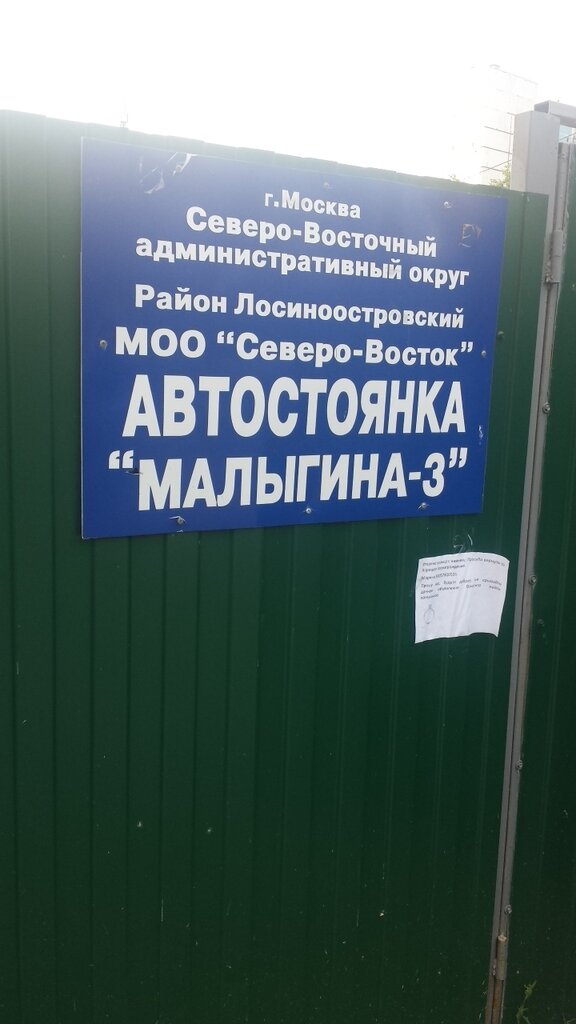 г.Москва
Северо-Восточный
административный округ
Район Лосиноостровский
МОО "Северо-Восток"
АВТОСТОЯНКА
"МАЛЫГИНА-3"